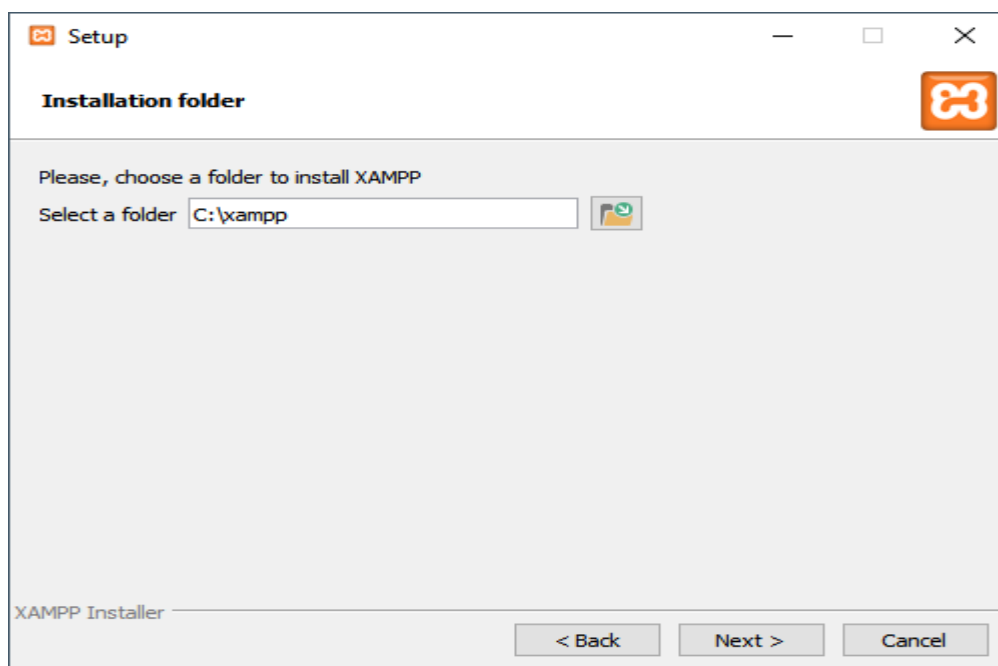 Setup
Installation folder
Please, choose a folder to install XAMPP
Select a folder C:\xampp
XAMPP Installer
< Back Next > Cancel